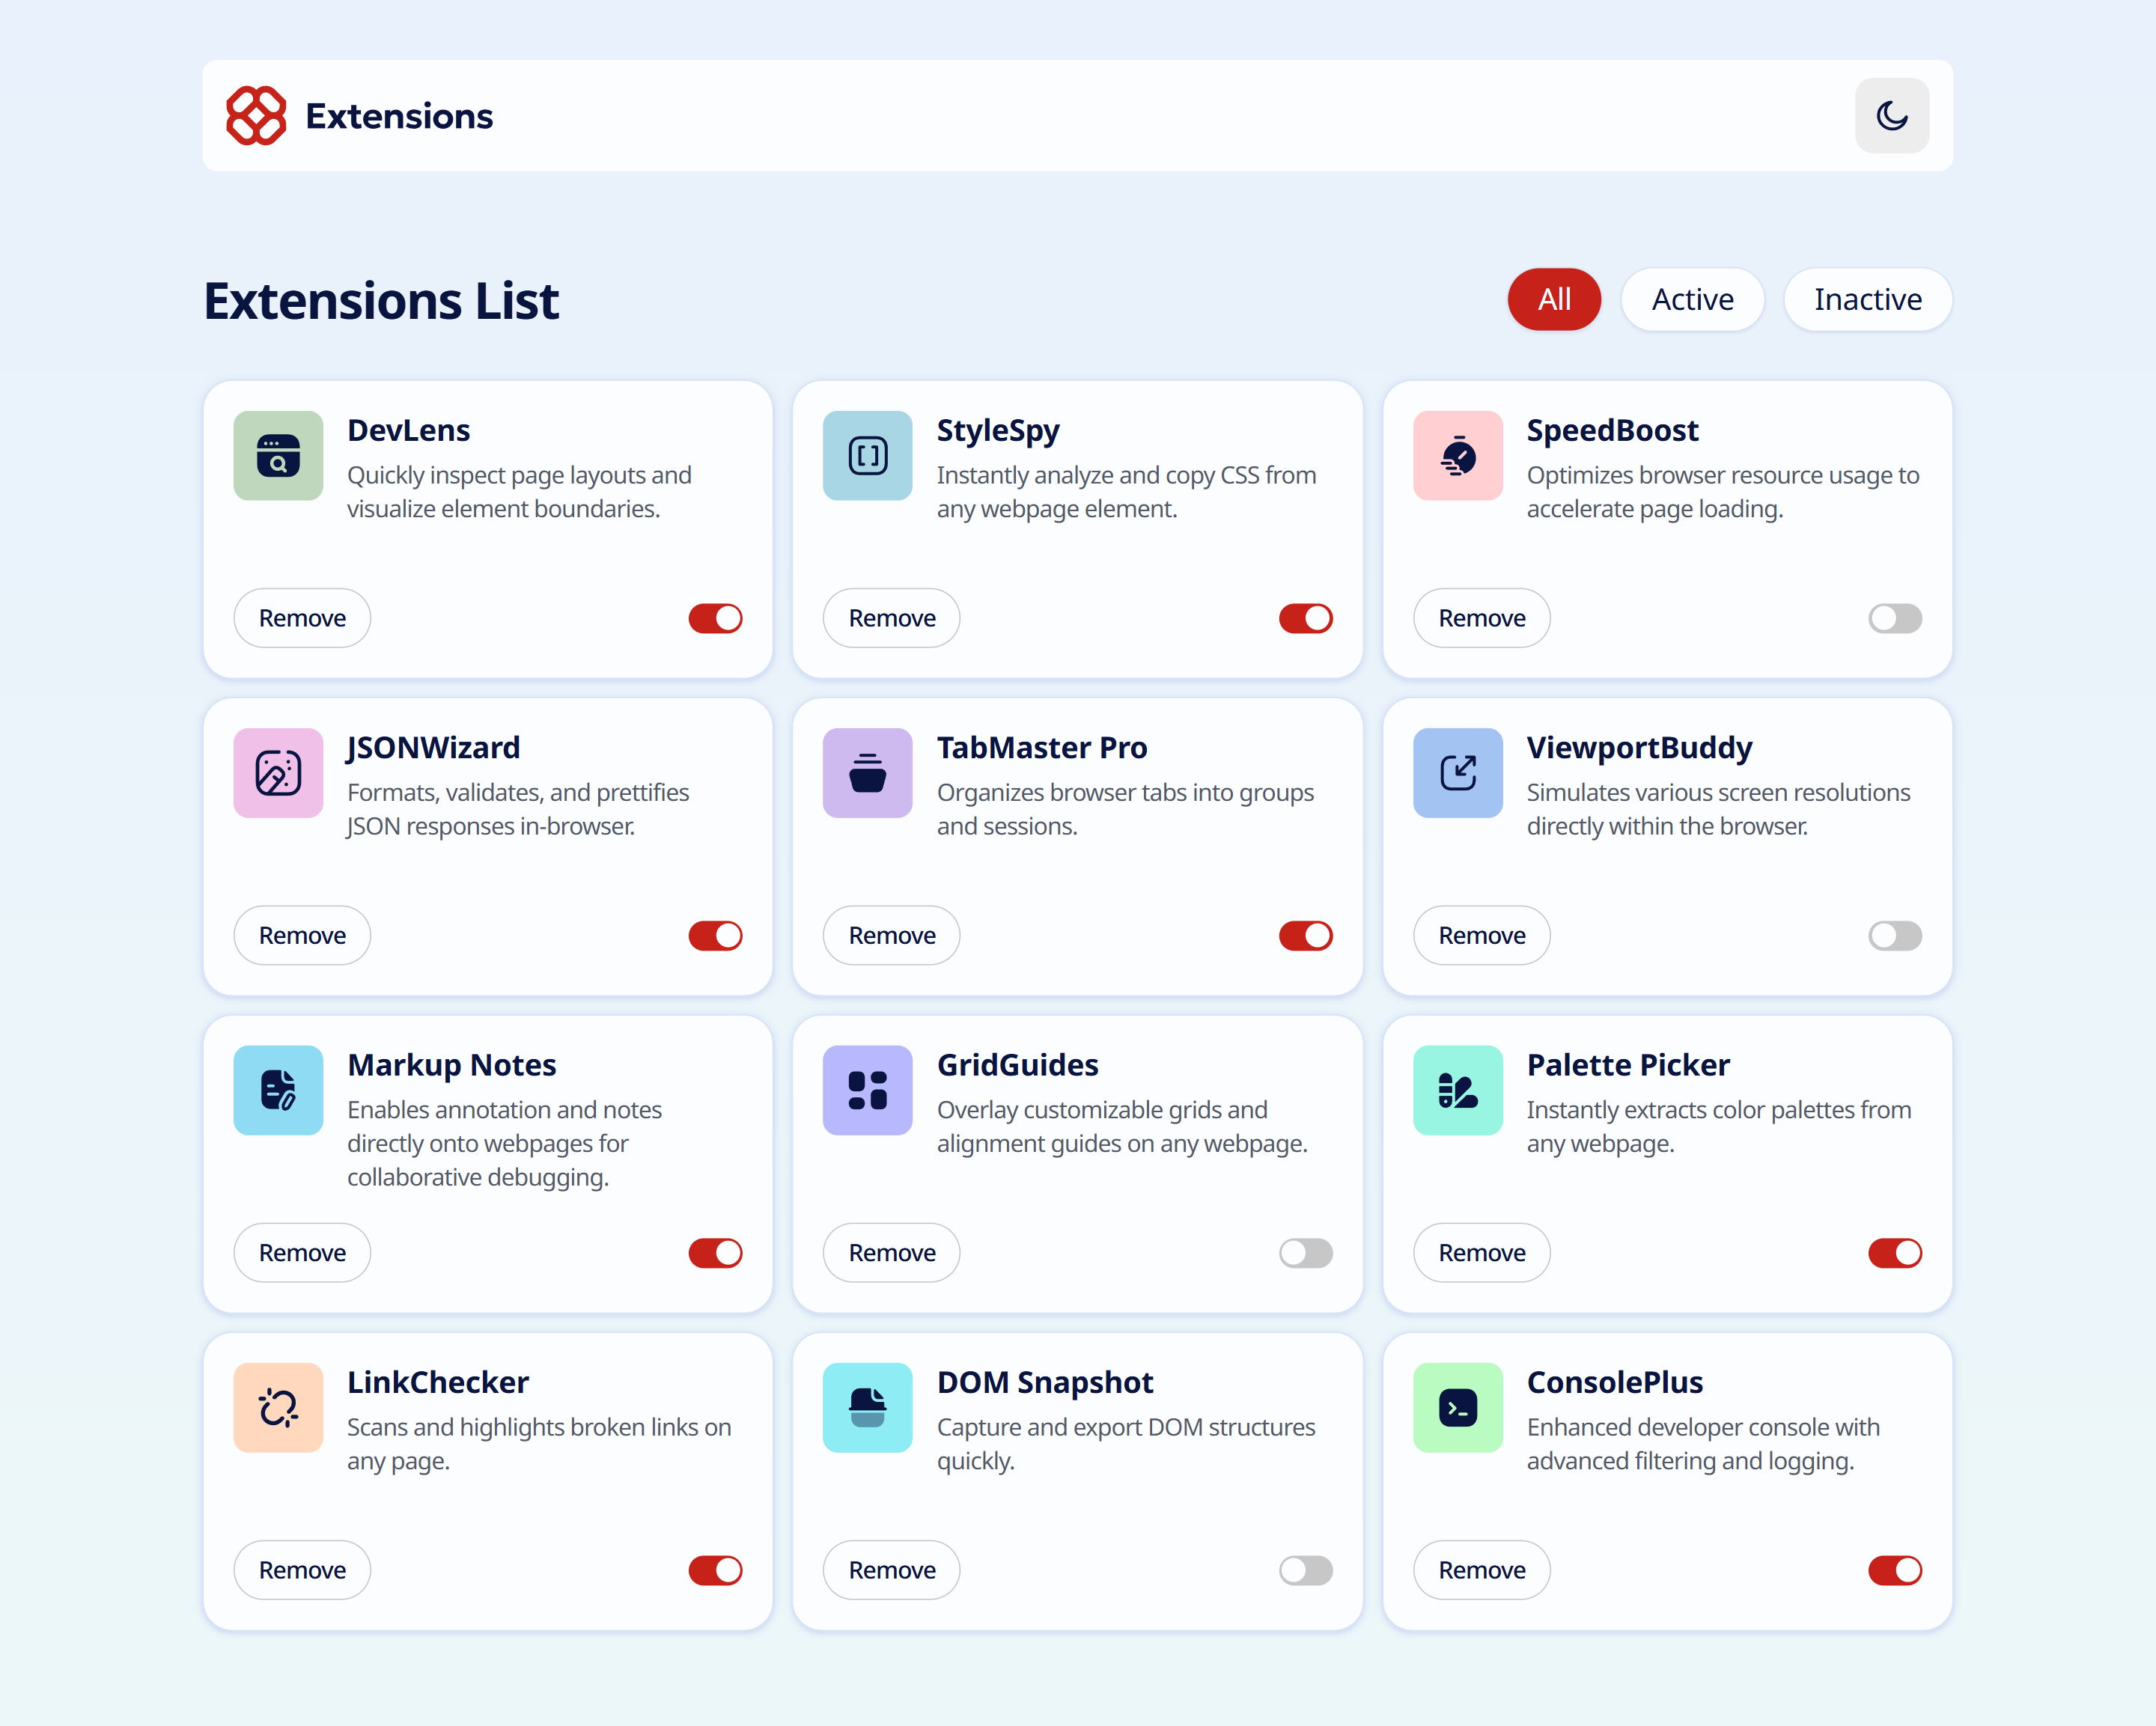 Extensions
Extensions List
All
Active
Inactive
DevLens
Quickly inspect page layouts and
visualize element boundaries.
Remove
StyleSpy
Instantly analyze and copy CSS from
any webpage element.
Remove
SpeedBoost
Optimizes browser resource usage to
accelerate page loading.
Remove
JSONWizard
Formats, validates, and prettifies
JSON responses in-browser.
Remove
TabMaster Pro
Organizes browser tabs into groups
and sessions.
Remove
ViewportBuddy
Simulates various screen resolutions
directly within the browser.
Remove
Markup Notes
Enables annotation and notes
directly onto webpages for
collaborative debugging.
Remove
GridGuides
Overlay customizable grids and
alignment guides on any webpage.
Remove
Palette Picker
Instantly extracts color palettes from
any webpage.
Remove
LinkChecker
Scans and highlights broken links on
any page.
Remove
DOM Snapshot
Capture and export DOM structures
quickly.
Remove
ConsolePlus
Enhanced developer console with
advanced filtering and logging.
Remove